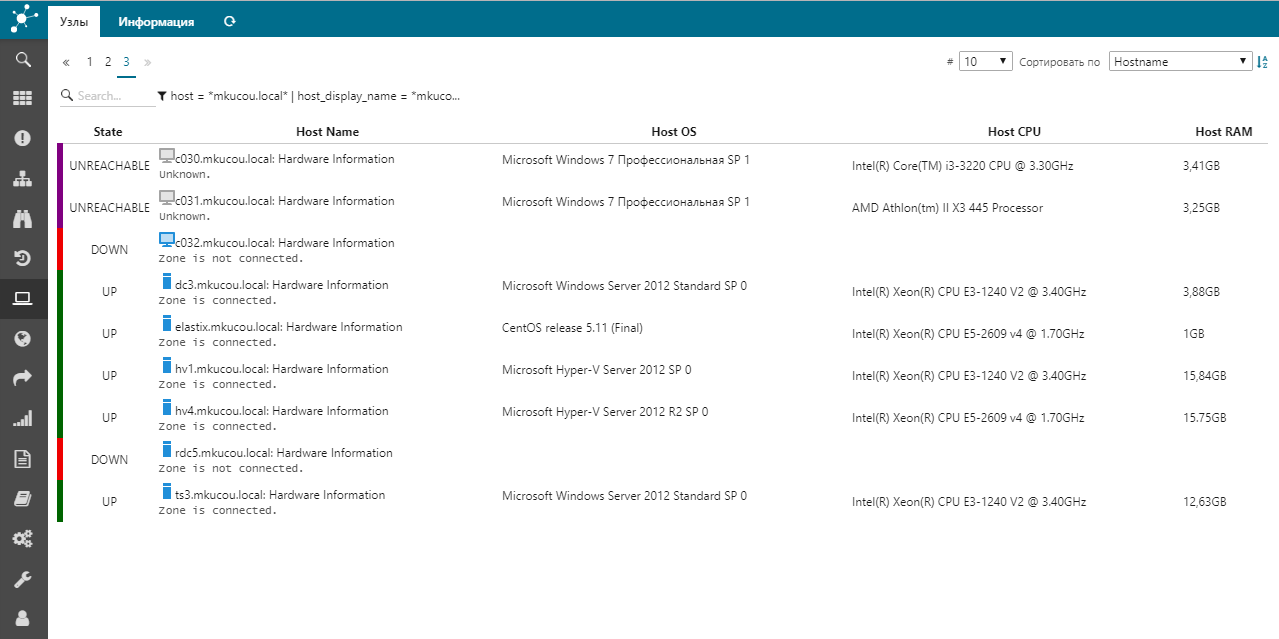 Узлы Информация
« 1 2 3 » # 10 Сортировать по Hostname
Search... host = *mkucou.local* | host_display_name = *mkuco...
State Host Name Host OS Host CPU Host RAM
UNREACHABLE c030.mkucou.local: Hardware Information Microsoft Windows 7 Профессиональная SP 1 Intel(R) Core(TM) i3-3220 CPU @ 3.30GHz 3,41GB
Unknown.
UNREACHABLE c031.mkucou.local: Hardware Information Microsoft Windows 7 Профессиональная SP 1 AMD Athlon(tm) II X3 445 Processor 3,25GB
Unknown.
DOWN c032.mkucou.local: Hardware Information
Zone is not connected.
UP dc3.mkucou.local: Hardware Information Microsoft Windows Server 2012 Standard SP 0 Intel(R) Xeon(R) CPU E3-1240 V2 @ 3.40GHz 3,88GB
Zone is connected.
UP elastix.mkucou.local: Hardware Information CentOS release 5.11 (Final) Intel(R) Xeon(R) CPU E5-2609 v4 @ 1.70GHz 1GB
Zone is connected.
UP hv1.mkucou.local: Hardware Information Microsoft Hyper-V Server 2012 SP 0 Intel(R) Xeon(R) CPU E3-1240 V2 @ 3.40GHz 15,84GB
Zone is connected.
UP hv4.mkucou.local: Hardware Information Microsoft Hyper-V Server 2012 R2 SP 0 Intel(R) Xeon(R) CPU E5-2609 v4 @ 1.70GHz 15.75GB
Zone is connected.
DOWN rdc5.mkucou.local: Hardware Information
Zone is not connected.
UP ts3.mkucou.local: Hardware Information Microsoft Windows Server 2012 Standard SP 0 Intel(R) Xeon(R) CPU E3-1240 V2 @ 3.40GHz 12,63GB
Zone is connected.